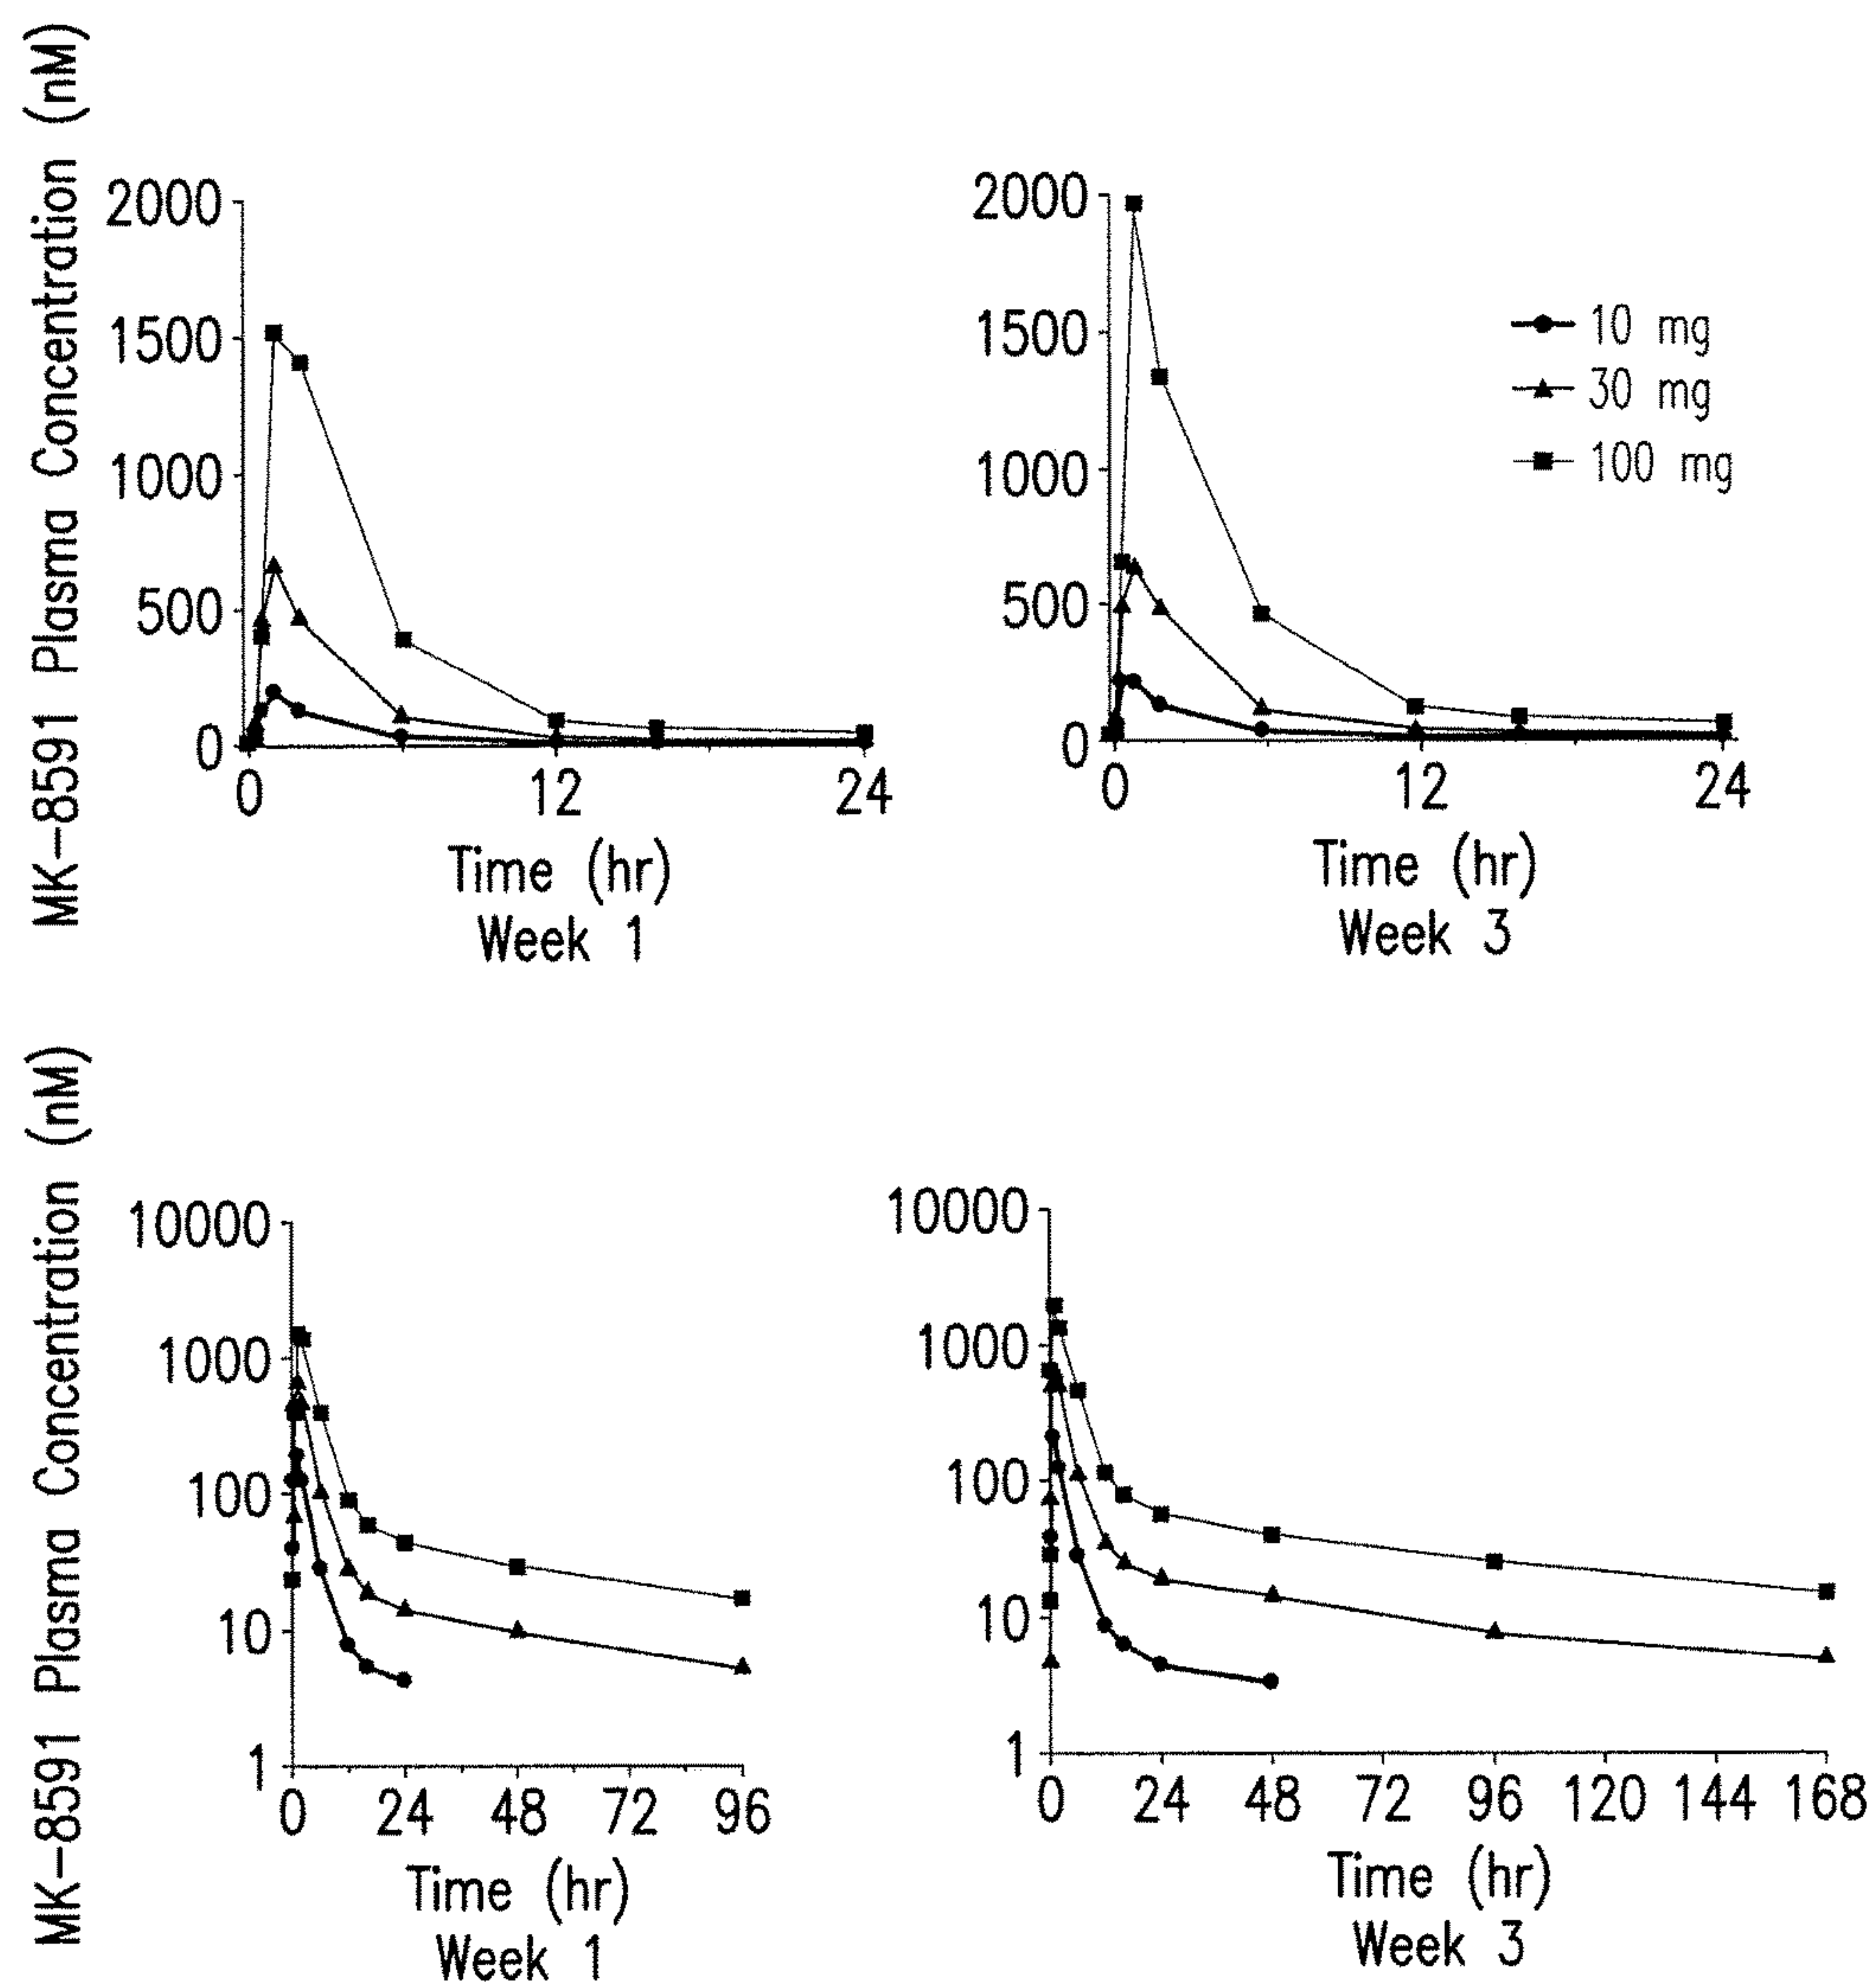 MK-8591 Plasma Concentration (nM)
2000
1500
1000
500
0
0 12 24
Time (hr)
Week 1
2000
1500
1000
500
0
0 12 24
Time (hr)
Week 3
10 mg
30 mg
100 mg
MK-8591 Plasma Concentration (nM)
10000
1000
100
10
1
0 24 48 72 96
Time (hr)
Week 1
10000
1000
100
10
1
0 24 48 72 96 120 144 168
Time (hr)
Week 3